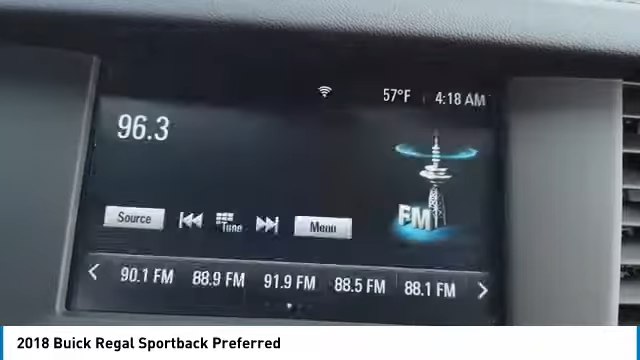 57°F 4:18 AM
96.3
FM
Source Tune Menu
90.1 FM 88.9 FM 91.9 FM 88.5 FM 88.1 FM
2018 Buick Regal Sportback Preferred